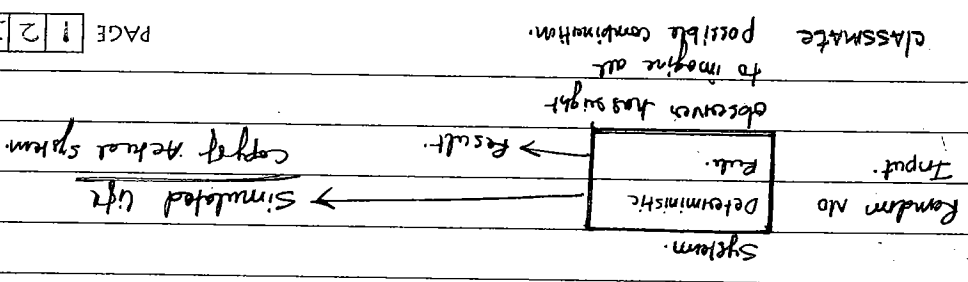 System.
Random No Deterministic → Simulated life
Input. Rule. → Result. Copy of Actual System.
observer has right
to imagine all
classmate possible combination. PAGE 1 2